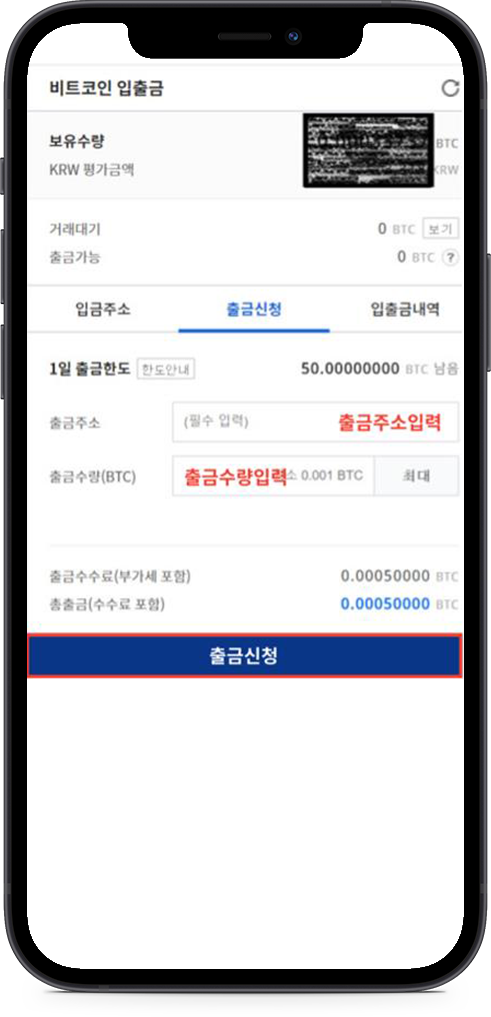 비트코인 입출금
보유수량 BTC
KRW 평가금액 KRW
거래대기 0 BTC 보기
출금가능 0 BTC ?
입금주소 출금신청 입출금내역
1일 출금한도 한도안내 50.00000000 BTC 남음
출금주소 (필수 입력) 출금주소입력
출금수량(BTC) 출금수량입력소 0.001 BTC 최대
출금수수료(부가세 포함) 0.00050000 BTC
총출금(수수료 포함) 0.00050000 BTC
출금신청